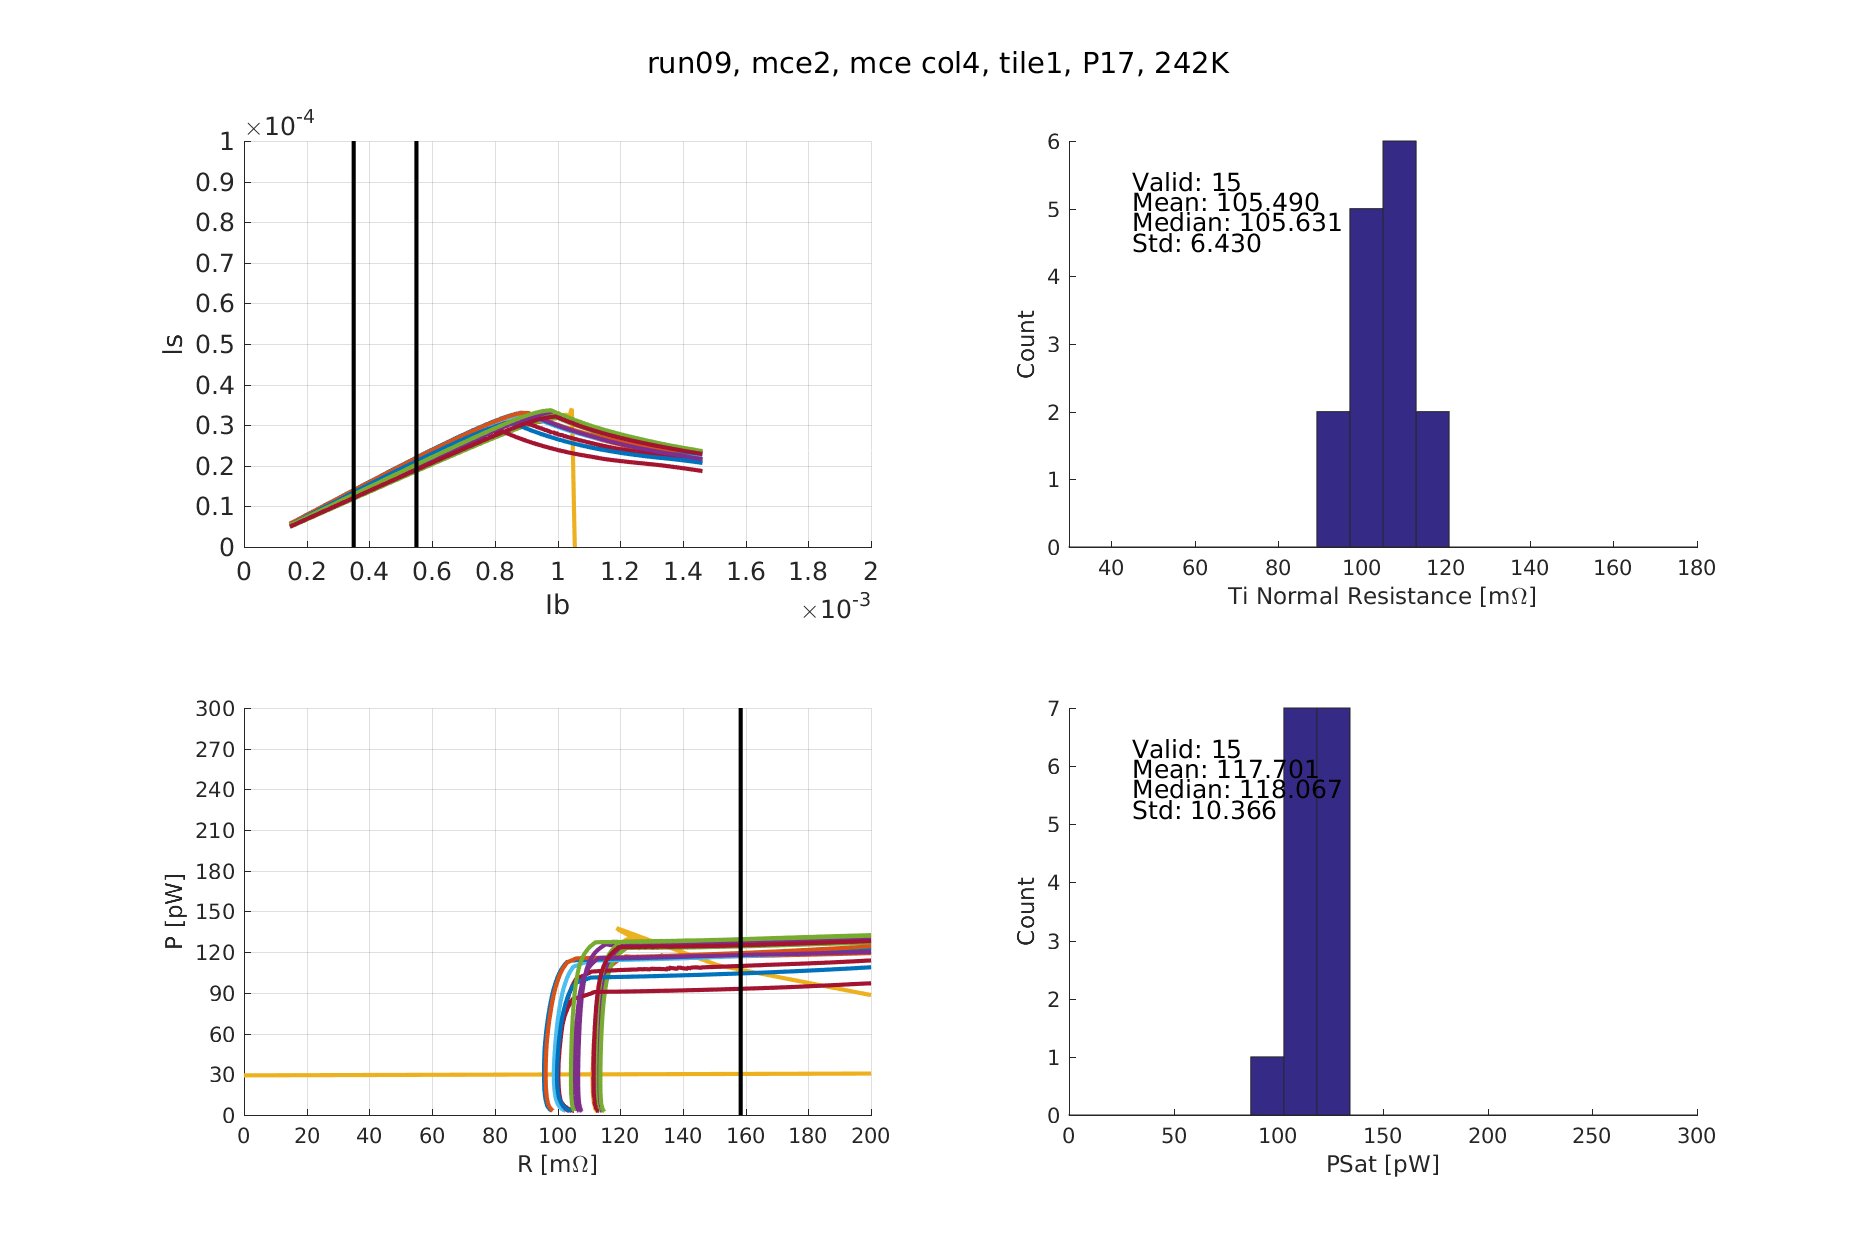 run09, mce2, mce col4, tile1, P17, 242K
×10-4
1
0.9
0.8
0.7
0.6
0.5
0.4
0.3
0.2
0.1
0
Is
0 0.2 0.4 0.6 0.8 1 1.2 1.4 1.6 1.8 2
Ib
×10-3
6
5
4
3
2
1
0
Count
Valid: 15
Mean: 105.490
Median: 105.631
Std: 6.430
40 60 80 100 120 140 160 180
Ti Normal Resistance [mΩ]
300
270
240
210
180
150
120
90
60
30
0
P [pW]
0 20 40 60 80 100 120 140 160 180 200
R [mΩ]
7
6
5
4
3
2
1
0
Count
Valid: 15
Mean: 117.701
Median: 118.067
Std: 10.366
0 50 100 150 200 250 300
PSat [pW]